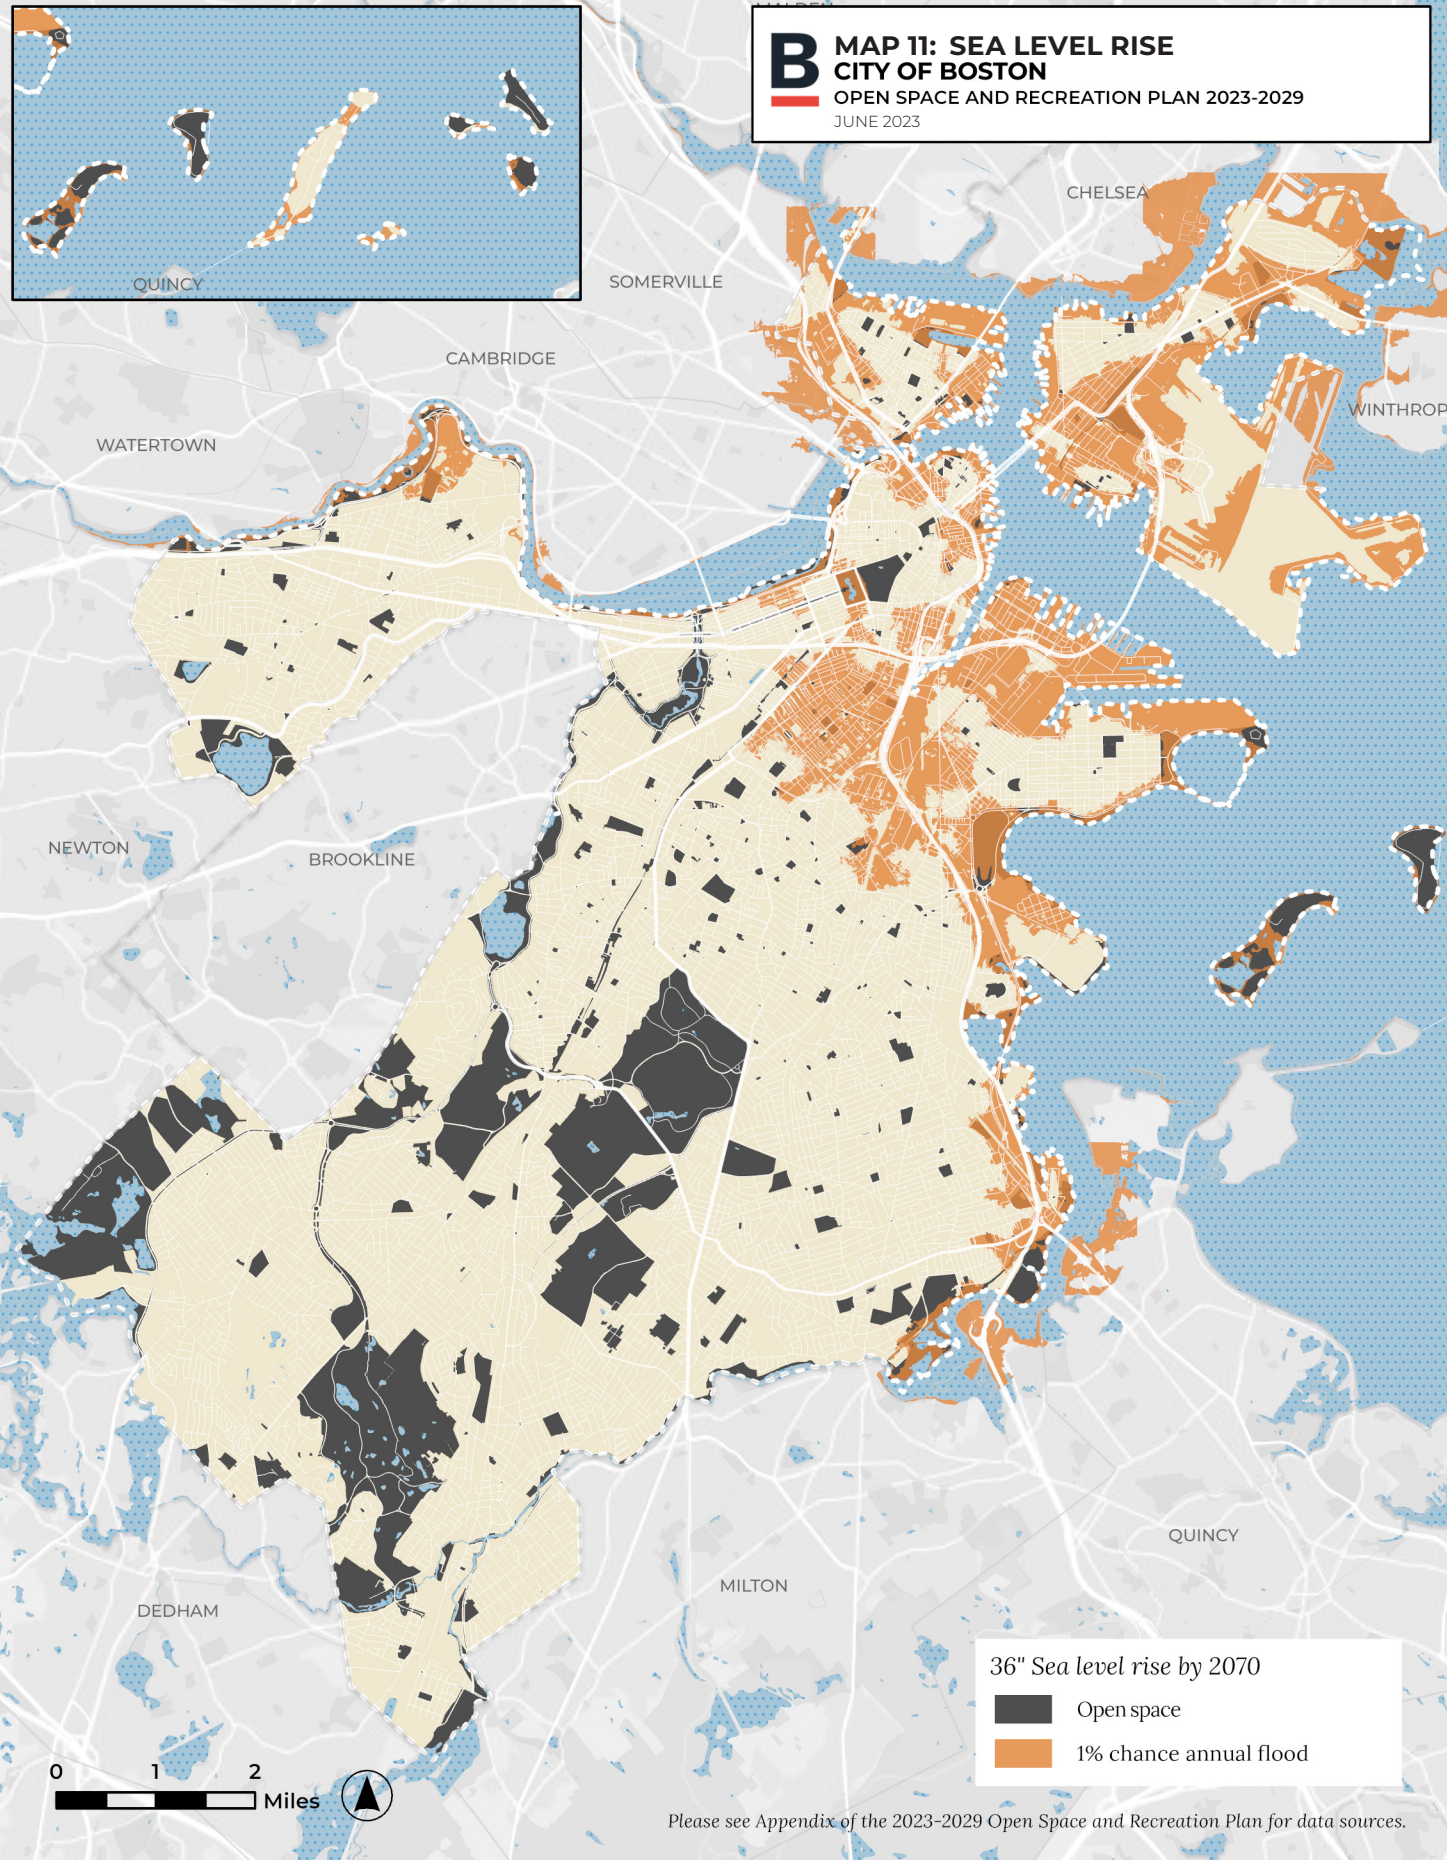 MALDEN
B
MAP 11: SEA LEVEL RISE
CITY OF BOSTON
OPEN SPACE AND RECREATION PLAN 2023-2029
JUNE 2023
QUINCY
CHELSEA
SOMERVILLE
CAMBRIDGE
WINTHROP
WATERTOWN
NEWTON
BROOKLINE
QUINCY
MILTON
DEDHAM
36" Sea level rise by 2070
Open space
1% chance annual flood
0 1 2
Miles
Please see Appendix of the 2023-2029 Open Space and Recreation Plan for data sources.